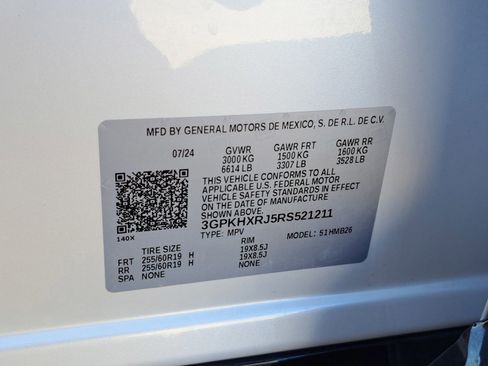 MFD BY GENERAL MOTORS DE MEXICO, S. DE R.L. DE C.V.
07/24 GVWR GAWR FRT GAWR RR
3000 KG 1500 KG 1600 KG
6614 LB 3307 LB 3528 LB
THIS VEHICLE CONFORMS TO ALL
APPLICABLE U.S. FEDERAL MOTOR
VEHICLE SAFETY STANDARDS IN EFFECT
ON THE DATE OF MANUFACTURE
SHOWN ABOVE.
3GPKHXRJ5RS521211
140X TYPE: MPV MODEL: 51HMB26
TIRE SIZE RIM
FRT 255/60R19 H 19X8.5J
RR 255/60R19 H 19X8.5J
SPA NONE NONE